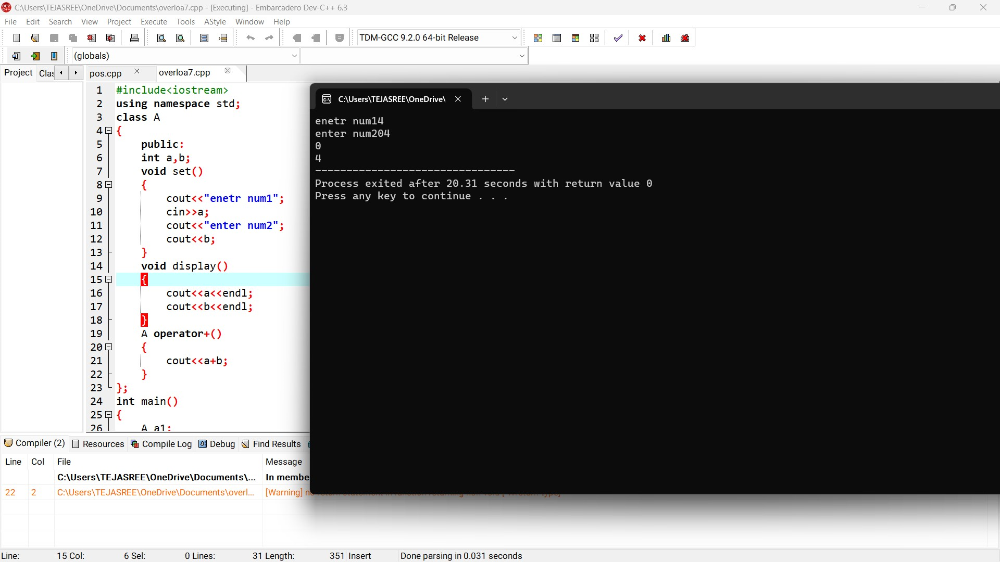 C:\Users\TEJASREE\OneDrive\Documents\overloa7.cpp - [Executing] - Embarcadero Dev-C++ 6.3
File Edit Search View Project Execute Tools AStyle Window Help
TDM-GCC 9.2.0 64-bit Release
(globals)
Project Clas pos.cpp overloa7.cpp
1 #include<iostream>
2 using namespace std;
3 class A
4 {
5 public:
6 int a,b;
7 void set()
8 {
9 cout<<"enetr num1";
10 cin>>a;
11 cout<<"enter num2";
12 cout<<b;
13 }
14 void display()
15 {
16 cout<<a<<endl;
17 cout<<b<<endl;
18 }
19 A operator+()
20 {
21 cout<<a+b;
22 }
23 };
24 int main()
25 {
26 A a1;
C:\Users\TEJASREE\OneDrive\
enetr num14
enter num204
0
4
--------------------------------
Process exited after 20.31 seconds with return value 0
Press any key to continue . . .
Compiler (2) Resources Compile Log Debug Find Results
Line Col File Message
C:\Users\TEJASREE\OneDrive\Documents\... In membe
22 2 C:\Users\TEJASREE\OneDrive\Documents\overl... [Warning]
Line: 15 Col: 6 Sel: 0 Lines: 31 Length: 351 Insert Done parsing in 0.031 seconds